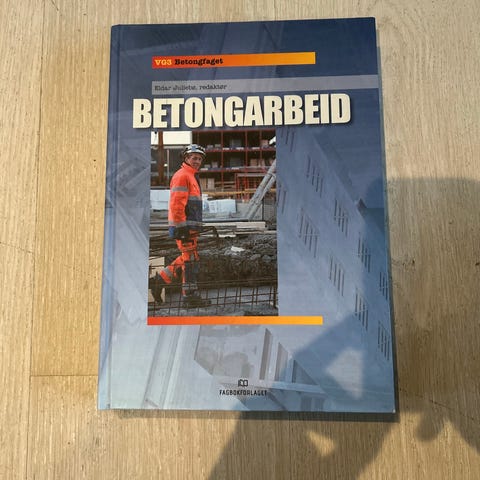 VG3 Betongfaget
Eldar Juliebø, redaktør
BETONGARBEID
FAGBOKFORLAGET